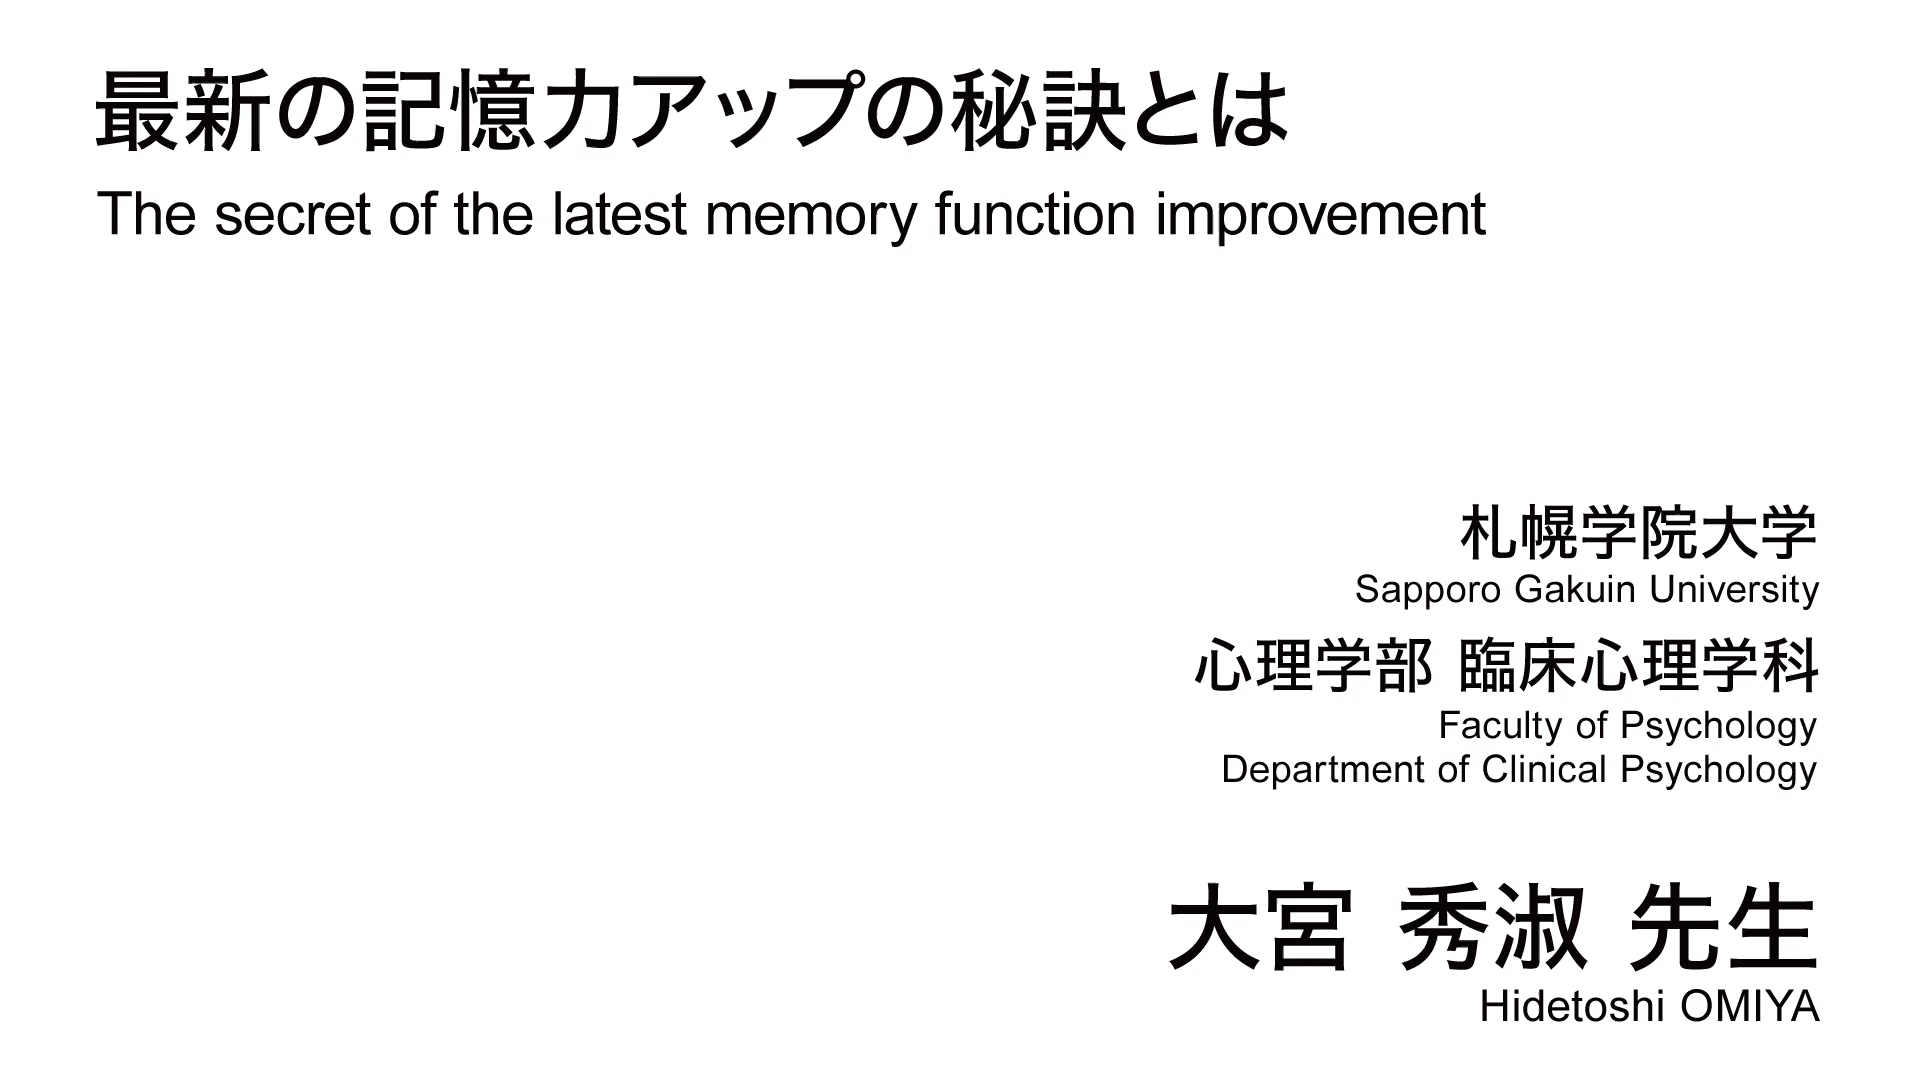 最新の記憶力アップの秘訣とは
The secret of the latest memory function improvement
札幌学院大学
Sapporo Gakuin University
心理学部 臨床心理学科
Faculty of Psychology
Department of Clinical Psychology
大宮 秀淑 先生
Hidetoshi OMIYA